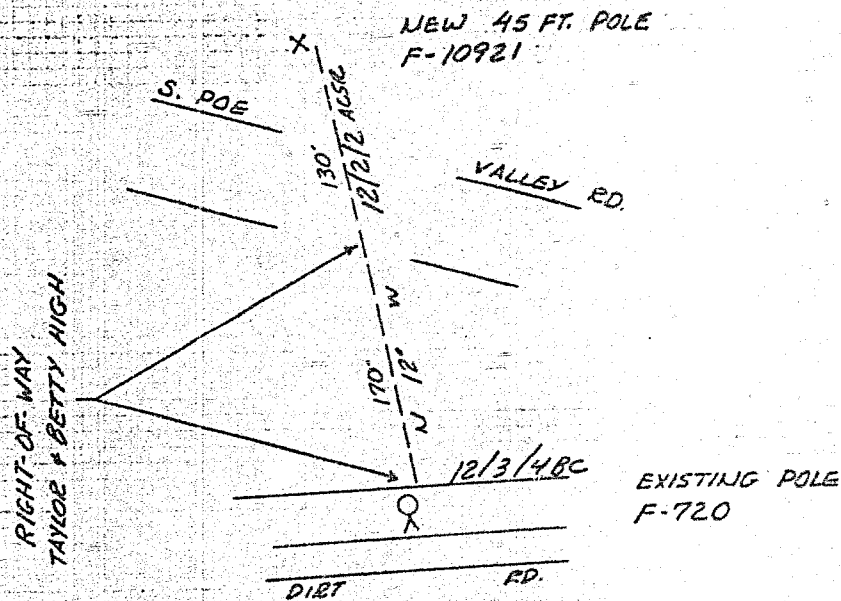 NEW 45 FT. POLE
F-10921
S. POE
VALLEY RD.
130'
12/2/2 ACSR
RIGHT-OF-WAY
TAYLOR & BETTY HIGH
170'
N 12° W
12/3/4BC
EXISTING POLE
F-720
DIRT RD.